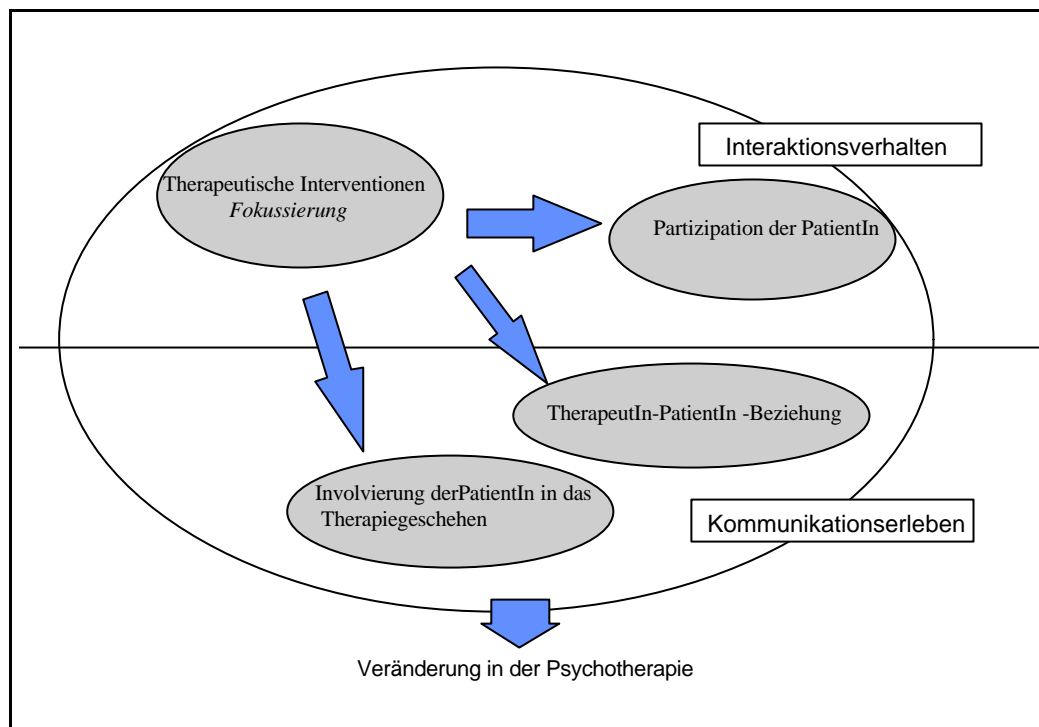 Interaktionsverhalten
Therapeutische Interventionen
Fokussierung
Partizipation der PatientIn
TherapeutIn-PatientIn -Beziehung
Involvierung derPatientIn in das
Therapiegeschehen
Kommunikationserleben
Veränderung in der Psychotherapie